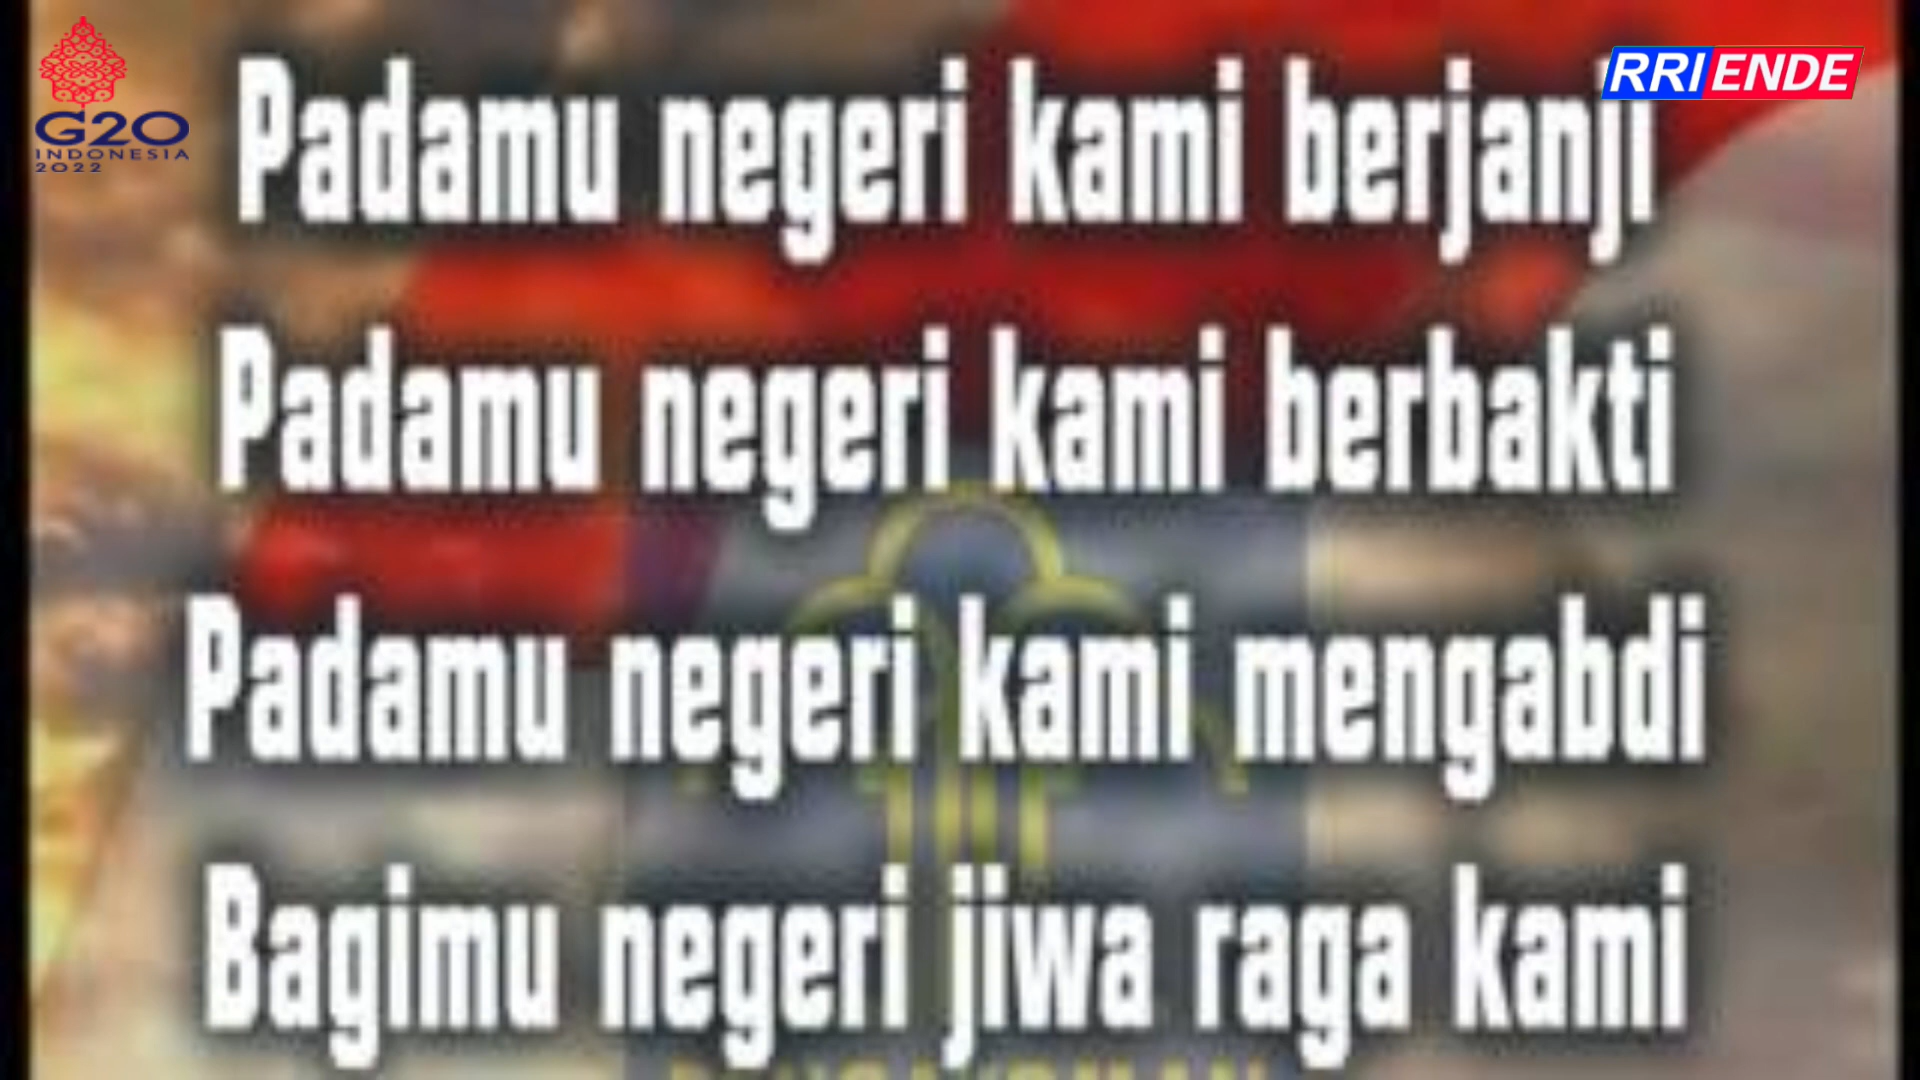 G20
INDONESIA
2022
RRI ENDE
Padamu negeri kami berjanji
Padamu negeri kami berbakti
Padamu negeri kami mengabdi
Bagimu negeri jiwa raga kami